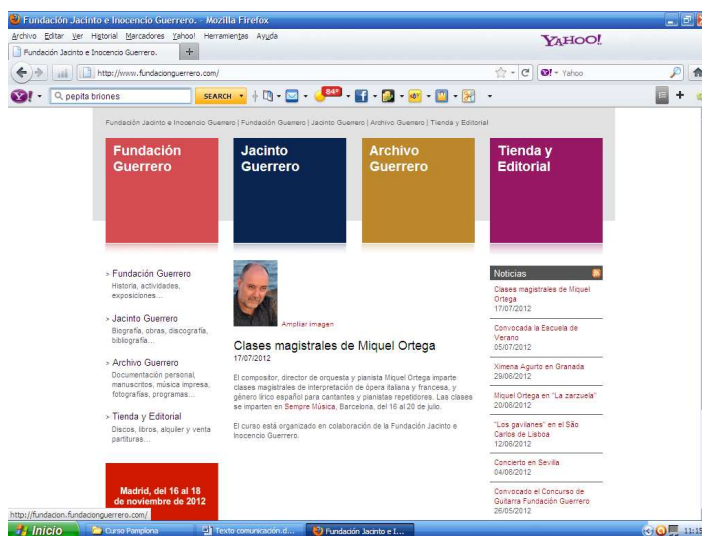 Fundación Jacinto e Inocencio Guerrero. - Mozilla Firefox
Archivo Editar Ver Historial Marcadores Yahoo! Herramientas Ayuda
YAHOO!
Fundación Jacinto e Inocencio Guerrero.
http://www.fundacionguerrero.com/
Yahoo
pepita briones
SEARCH
84°
Fundación Jacinto e Inocencio Guerrero | Fundación Guerrero | Jacinto Guerrero | Archivo Guerrero | Tienda y Editorial
Fundación
Guerrero
Jacinto
Guerrero
Archivo
Guerrero
Tienda y
Editorial
> Fundación Guerrero
Historia, actividades,
exposiciones...
> Jacinto Guerrero
Biografía, obras, discografía,
bibliografía...
> Archivo Guerrero
Documentación personal,
manuscritos, música impresa,
fotografías, programas...
> Tienda y Editorial
Discos, libros, alquiler y venta
partituras...
Madrid, del 16 al 18
de noviembre de 2012
Ampliar imagen
Clases magistrales de Miquel Ortega
17/07/2012
El compositor, director de orquesta y pianista Miquel Ortega imparte
clases magistrales de interpretación de ópera italiana y francesa, y
género lírico español para cantantes y pianistas repetidores. Las clases
se imparten en Sempre Música, Barcelona, del 16 al 20 de julio.
El curso está organizado en colaboración de la Fundación Jacinto e
Inocencio Guerrero.
Noticias
Clases magistrales de Miquel
Ortega
17/07/2012
Convocada la Escuela de
Verano
05/07/2012
Ximena Agurto en Granada
29/06/2012
Miquel Ortega en "La zarzuela"
20/06/2012
"Los gavilanes" en el São
Carlos de Lisboa
12/06/2012
Concierto en Sevilla
04/06/2012
Convocado el Concurso de
Guitarra Fundación Guerrero
26/05/2012
http://fundacion.fundacionguerrero.com/
Inicio
Curso Pamplona
Texto comunicación.d...
Fundación Jacinto e I...
11:15